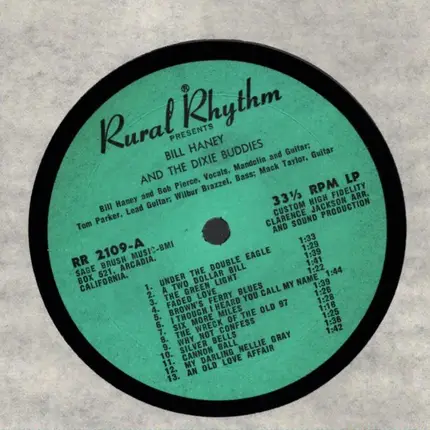 Rural Rhythm®
PRESENTS
BILL HANEY
AND THE DIXIE BUDDIES
Bill Haney and Bob Pierce, Vocals, Mandolin and Guitar;
Tom Parker, Lead Guitar; Wilbur Brazzel, Bass; Mack Taylor, Guitar
RR 2109-A
SAGE BRUSH MUSIC-BMI
BOX 521, ARCADIA,
CALIFORNIA.
33⅓ RPM LP
CUSTOM HIGH FIDELITY
CLARENCE JACKSON ARR.
AND SOUND PRODUCTION
1. UNDER THE DOUBLE EAGLE 1:33
2. A TWO DOLLAR BILL 1:29
3. THE GREEN LIGHT 1:39
4. FADED LOVE 1:41
5. BROWN'S FERRY BLUES 1:22
6. THOUGHT I HEARD YOU CALL MY NAME 1:44
7. SIX MORE MILES 1:39
8. THE WRECK OF THE OLD 97 1:26
9. WHY NOT CONFESS 1:28
10. SILVER BELLS 1:18
11. CANNON BALL 1:35
12. MY DARLING NELLIE GRAY 1:38
13. AN OLD LOVE AFFAIR 1:42